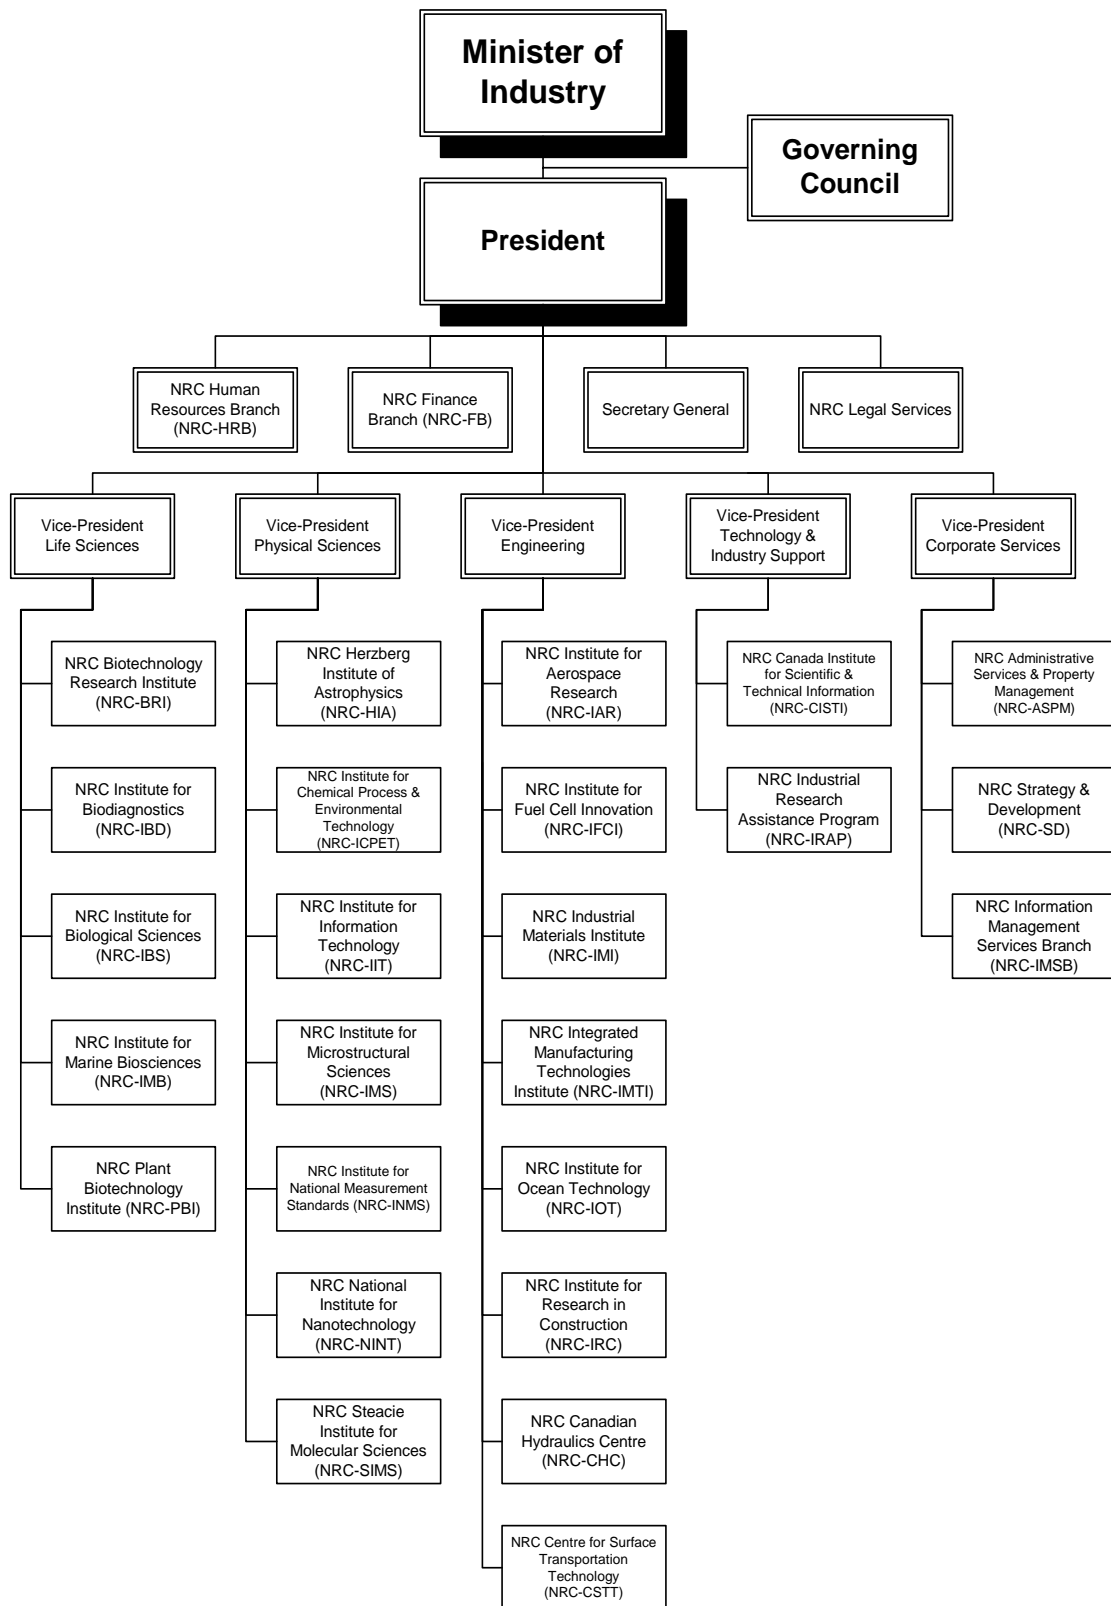 Minister of
Industry
Governing
Council
President
NRC Human
Resources Branch
(NRC-HRB)
NRC Finance
Branch (NRC-FB)
Secretary General
NRC Legal Services
Vice-President
Life Sciences
Vice-President
Physical Sciences
Vice-President
Engineering
Vice-President
Technology &
Industry Support
Vice-President
Corporate Services
NRC Biotechnology
Research Institute
(NRC-BRI)
NRC Institute for
Biodiagnostics
(NRC-IBD)
NRC Institute for
Biological Sciences
(NRC-IBS)
NRC Institute for
Marine Biosciences
(NRC-IMB)
NRC Plant
Biotechnology
Institute (NRC-PBI)
NRC Herzberg
Institute of
Astrophysics
(NRC-HIA)
NRC Institute for
Chemical Process &
Environmental
Technology
(NRC-ICPET)
NRC Institute for
Information
Technology
(NRC-IIT)
NRC Institute for
Microstructural
Sciences
(NRC-IMS)
NRC Institute for
National Measurement
Standards (NRC-INMS)
NRC National
Institute for
Nanotechnology
(NRC-NINT)
NRC Steacie
Institute for
Molecular Sciences
(NRC-SIMS)
NRC Institute for
Aerospace
Research
(NRC-IAR)
NRC Institute for
Fuel Cell Innovation
(NRC-IFCI)
NRC Industrial
Materials Institute
(NRC-IMI)
NRC Integrated
Manufacturing
Technologies
Institute (NRC-IMTI)
NRC Institute for
Ocean Technology
(NRC-IOT)
NRC Institute for
Research in
Construction
(NRC-IRC)
NRC Canadian
Hydraulics Centre
(NRC-CHC)
NRC Centre for Surface
Transportation
Technology
(NRC-CSTT)
NRC Canada Institute
for Scientific &
Technical Information
(NRC-CISTI)
NRC Industrial
Research
Assistance Program
(NRC-IRAP)
NRC Administrative
Services & Property
Management
(NRC-ASPM)
NRC Strategy &
Development
(NRC-SD)
NRC Information
Management
Services Branch
(NRC-IMSB)